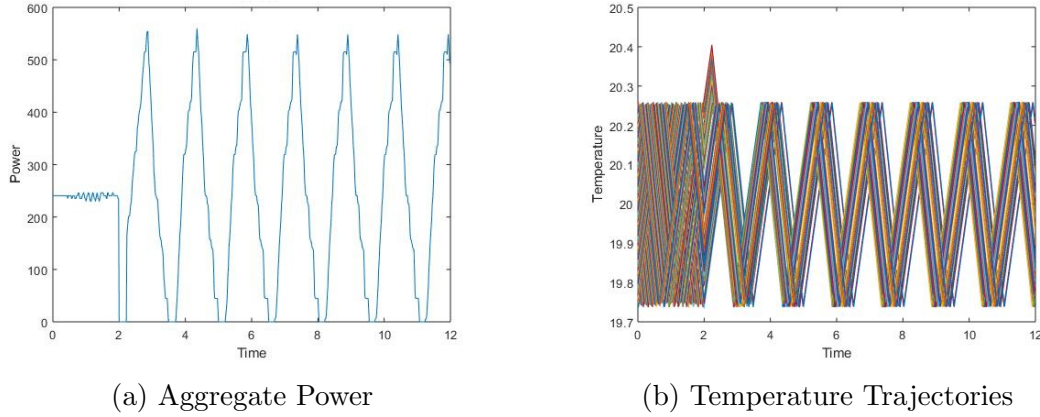 600
500
400
300
200
100
0
Power
0 2 4 6 8 10 12
Time
(a) Aggregate Power
20.5
20.4
20.3
20.2
20.1
20
19.9
19.8
19.7
Temperature
0 2 4 6 8 10 12
Time
(b) Temperature Trajectories